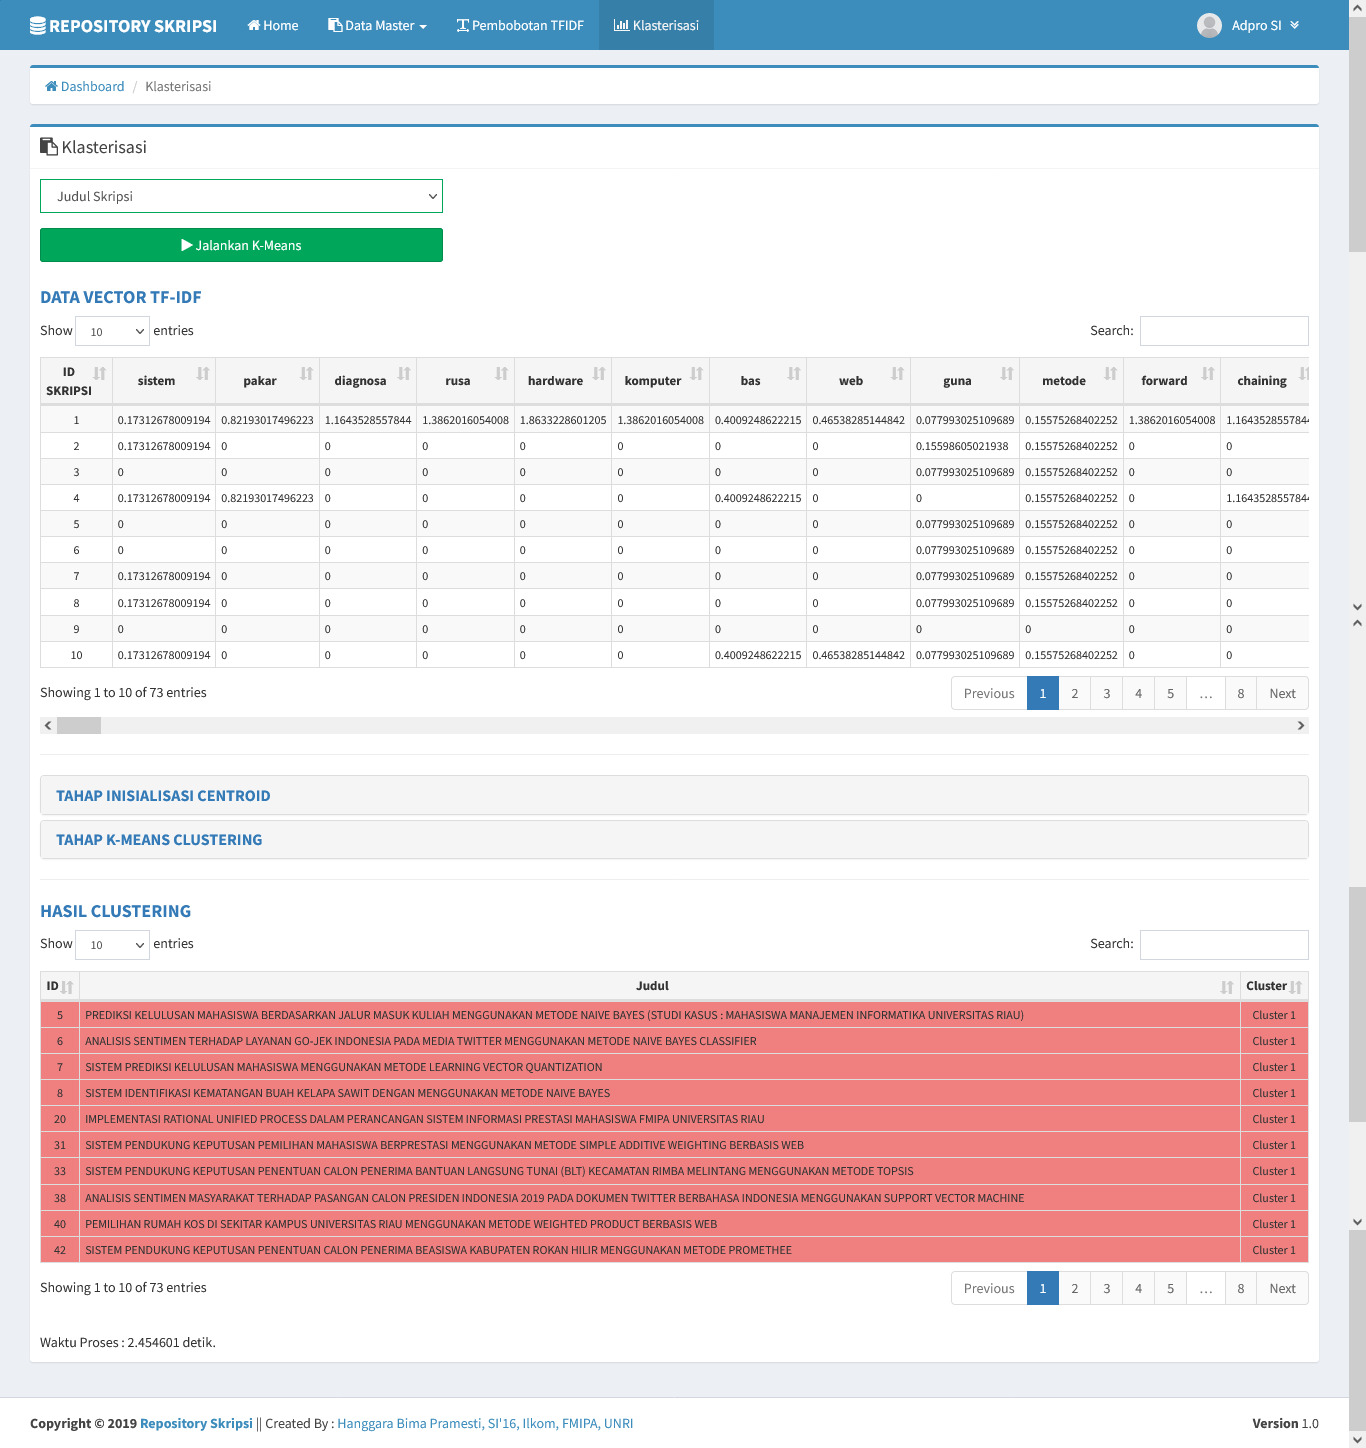 REPOSITORY SKRIPSI Home Data Master Pembobotan TFIDF Klasterisasi Adpro SI
Dashboard / Klasterisasi
Klasterisasi
Judul Skripsi
Jalankan K-Means
DATA VECTOR TF-IDF
Show 10 entries Search:
ID SKRIPSI sistem pakar diagnosa rusa hardware komputer bas web guna metode forward chaining
1 0.17312678009194 0.82193017496223 1.1643528557844 1.3862016054008 1.8633228601205 1.3862016054008 0.4009248622215 0.46538285144842 0.077993025109689 0.15575268402252 1.3862016054008 1.1643528557844
2 0.17312678009194 0 0 0 0 0 0 0 0.15598605021938 0.15575268402252 0 0
3 0 0 0 0 0 0 0 0 0.077993025109689 0.15575268402252 0 0
4 0.17312678009194 0.82193017496223 0 0 0 0 0.4009248622215 0 0 0.15575268402252 0 1.1643528557844
5 0 0 0 0 0 0 0 0 0.077993025109689 0.15575268402252 0 0
6 0 0 0 0 0 0 0 0 0.077993025109689 0.15575268402252 0 0
7 0.17312678009194 0 0 0 0 0 0 0 0.077993025109689 0.15575268402252 0 0
8 0.17312678009194 0 0 0 0 0 0 0 0.077993025109689 0.15575268402252 0 0
9 0 0 0 0 0 0 0 0 0 0 0 0
10 0.17312678009194 0 0 0 0 0 0.4009248622215 0.46538285144842 0.077993025109689 0.15575268402252 0 0
Showing 1 to 10 of 73 entries Previous 1 2 3 4 5 … 8 Next
TAHAP INISIALISASI CENTROID
TAHAP K-MEANS CLUSTERING
HASIL CLUSTERING
Show 10 entries Search:
ID Judul Cluster
5 PREDIKSI KELULUSAN MAHASISWA BERDASARKAN JALUR MASUK KULIAH MENGGUNAKAN METODE NAIVE BAYES (STUDI KASUS : MAHASISWA MANAJEMEN INFORMATIKA UNIVERSITAS RIAU) Cluster 1
6 ANALISIS SENTIMEN TERHADAP LAYANAN GO-JEK INDONESIA PADA MEDIA TWITTER MENGGUNAKAN METODE NAIVE BAYES CLASSIFIER Cluster 1
7 SISTEM PREDIKSI KELULUSAN MAHASISWA MENGGUNAKAN METODE LEARNING VECTOR QUANTIZATION Cluster 1
8 SISTEM IDENTIFIKASI KEMATANGAN BUAH KELAPA SAWIT DENGAN MENGGUNAKAN METODE NAIVE BAYES Cluster 1
20 IMPLEMENTASI RATIONAL UNIFIED PROCESS DALAM PERANCANGAN SISTEM INFORMASI PRESTASI MAHASISWA FMIPA UNIVERSITAS RIAU Cluster 1
31 SISTEM PENDUKUNG KEPUTUSAN PEMILIHAN MAHASISWA BERPRESTASI MENGGUNAKAN METODE SIMPLE ADDITIVE WEIGHTING BERBASIS WEB Cluster 1
33 SISTEM PENDUKUNG KEPUTUSAN PENENTUAN CALON PENERIMA BANTUAN LANGSUNG TUNAI (BLT) KECAMATAN RIMBA MELINTANG MENGGUNAKAN METODE TOPSIS Cluster 1
38 ANALISIS SENTIMEN MASYARAKAT TERHADAP PASANGAN CALON PRESIDEN INDONESIA 2019 PADA DOKUMEN TWITTER BERBAHASA INDONESIA MENGGUNAKAN SUPPORT VECTOR MACHINE Cluster 1
40 PEMILIHAN RUMAH KOS DI SEKITAR KAMPUS UNIVERSITAS RIAU MENGGUNAKAN METODE WEIGHTED PRODUCT BERBASIS WEB Cluster 1
42 SISTEM PENDUKUNG KEPUTUSAN PENENTUAN CALON PENERIMA BEASISWA KABUPATEN ROKAN HILIR MENGGUNAKAN METODE PROMETHEE Cluster 1
Showing 1 to 10 of 73 entries Previous 1 2 3 4 5 … 8 Next
Waktu Proses : 2.454601 detik.
Copyright © 2019 Repository Skripsi || Created By : Hanggara Bima Pramesti, SI'16, Ilkom, FMIPA, UNRI Version 1.0